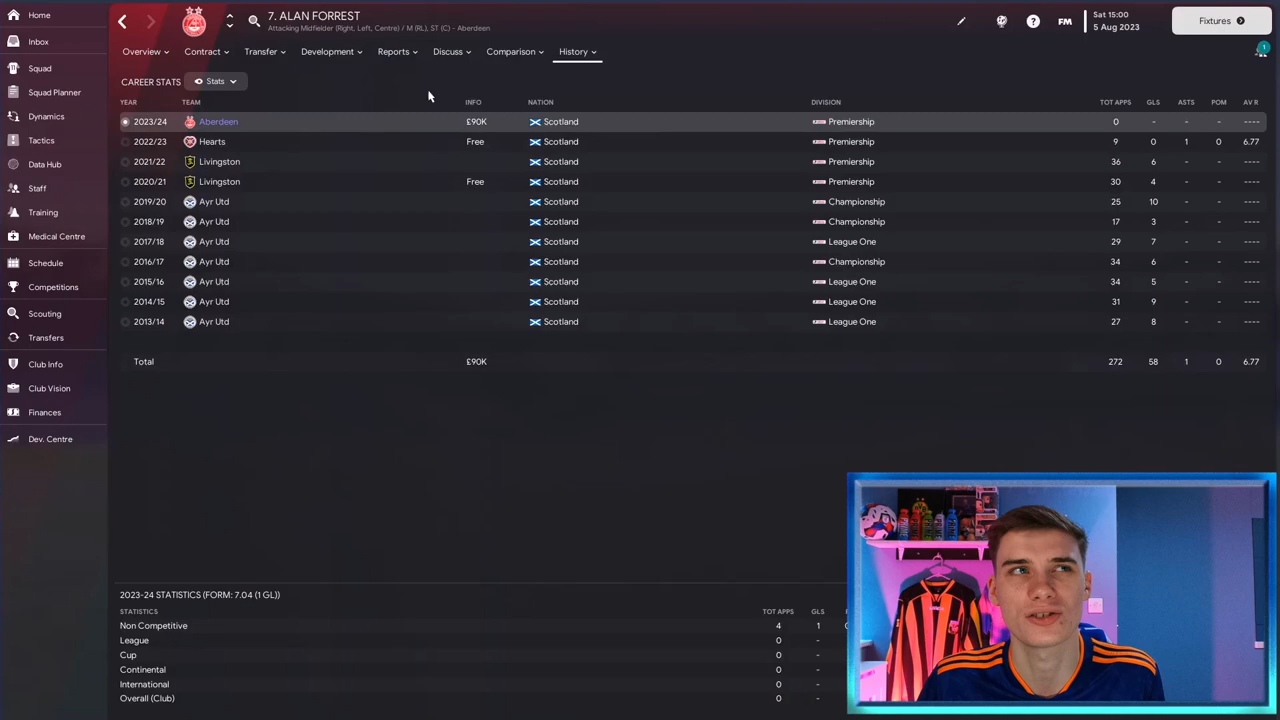 7. ALAN FORREST
Attacking Midfielder (Right, Left, Centre) / M (RL), ST (C) - Aberdeen
FM
Sat 15:00
5 Aug 2023
Fixtures
Home
Inbox
Squad
Squad Planner
Dynamics
Tactics
Data Hub
Staff
Training
Medical Centre
Schedule
Competitions
Scouting
Transfers
Club Info
Club Vision
Finances
Dev. Centre
Overview Contract Transfer Development Reports Discuss Comparison History
1
CAREER STATS Stats
YEAR TEAM INFO NATION DIVISION TOT APPS GLS ASTS POM AV R
2023/24 Aberdeen £90K Scotland Premiership 0 - - - ----
2022/23 Hearts Free Scotland Premiership 9 0 1 0 6.77
2021/22 Livingston Scotland Premiership 36 6 - - ----
2020/21 Livingston Free Scotland Premiership 30 4 - - ----
2019/20 Ayr Utd Scotland Championship 25 10 - - ----
2018/19 Ayr Utd Scotland Championship 17 3 - - ----
2017/18 Ayr Utd Scotland League One 29 7 - - ----
2016/17 Ayr Utd Scotland Championship 34 6 - - ----
2015/16 Ayr Utd Scotland League One 34 5 - - ----
2014/15 Ayr Utd Scotland League One 31 9 - - ----
2013/14 Ayr Utd Scotland League One 27 8 - - ----
Total £90K 272 58 1 0 6.77
2023-24 STATISTICS (FORM: 7.04 (1 GL))
STATISTICS TOT APPS GLS
Non Competitive 4 1
League 0 -
Cup 0 -
Continental 0 -
International 0 -
Overall (Club) 0 -